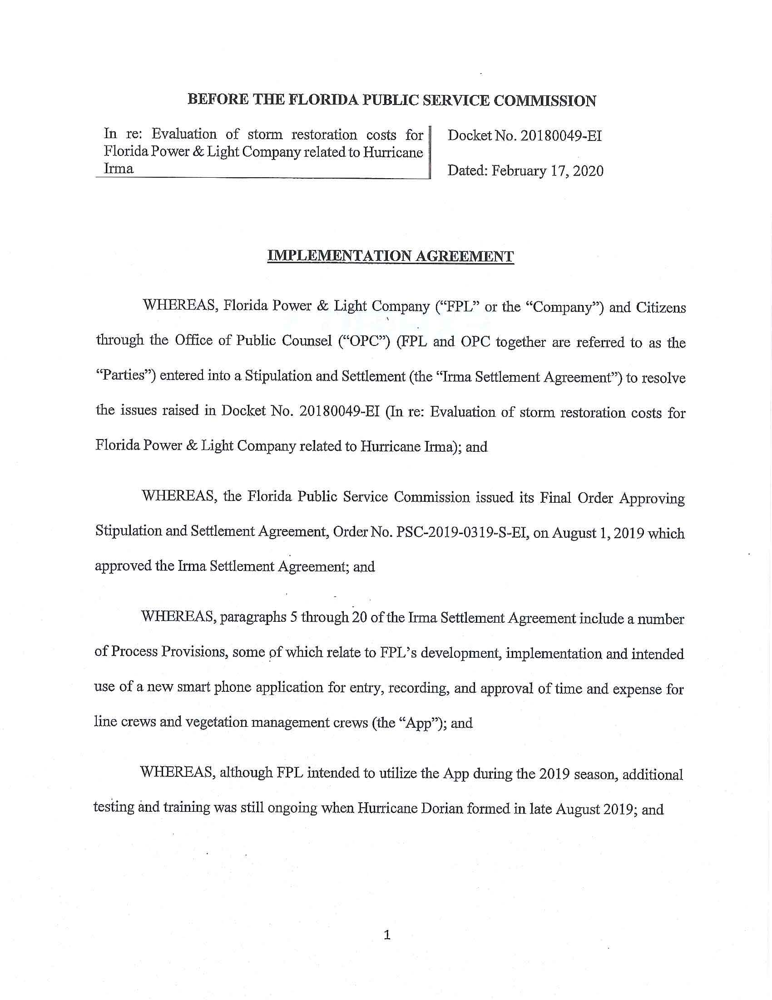 BEFORE THE FLORIDA PUBLIC SERVICE COMMISSION
In re: Evaluation of storm restoration costs for
Florida Power & Light Company related to Hurricane
Irma
Docket No. 20180049-EI
Dated: February 17, 2020
IMPLEMENTATION AGREEMENT
WHEREAS, Florida Power & Light Company (“FPL” or the “Company”) and Citizens
through the Office of Public Counsel (“OPC”) (FPL and OPC together are referred to as the
“Parties”) entered into a Stipulation and Settlement (the “Irma Settlement Agreement”) to resolve
the issues raised in Docket No. 20180049-EI (In re: Evaluation of storm restoration costs for
Florida Power & Light Company related to Hurricane Irma); and
WHEREAS, the Florida Public Service Commission issued its Final Order Approving
Stipulation and Settlement Agreement, Order No. PSC-2019-0319-S-EI, on August 1, 2019 which
approved the Irma Settlement Agreement; and
WHEREAS, paragraphs 5 through 20 of the Irma Settlement Agreement include a number
of Process Provisions, some of which relate to FPL’s development, implementation and intended
use of a new smart phone application for entry, recording, and approval of time and expense for
line crews and vegetation management crews (the “App”); and
WHEREAS, although FPL intended to utilize the App during the 2019 season, additional
testing and training was still ongoing when Hurricane Dorian formed in late August 2019; and
1